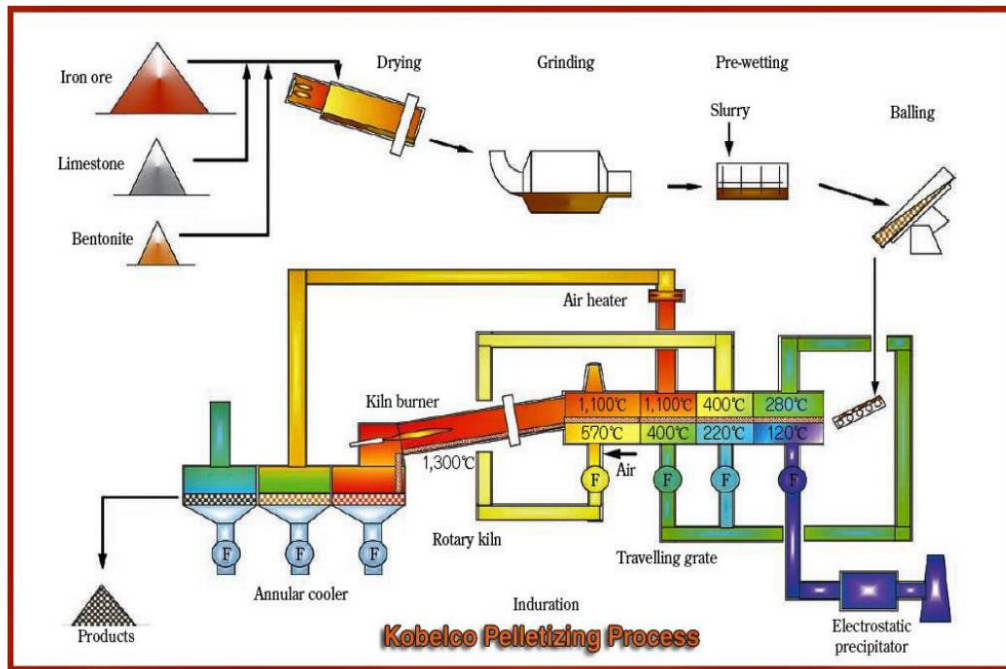 Iron ore
Limestone
Bentonite
Drying
Grinding
Pre-wetting
Slurry
Balling
Air heater
Kiln burner
1,300℃
1,100℃ 1,100℃ 400℃ 280℃
570℃ 400℃ 220℃ 120℃
Air
F F F F
Rotary kiln
Travelling grate
F F F
Annular cooler
Products
Induration
Electrostatic
precipitator
Kobelco Pelletizing Process